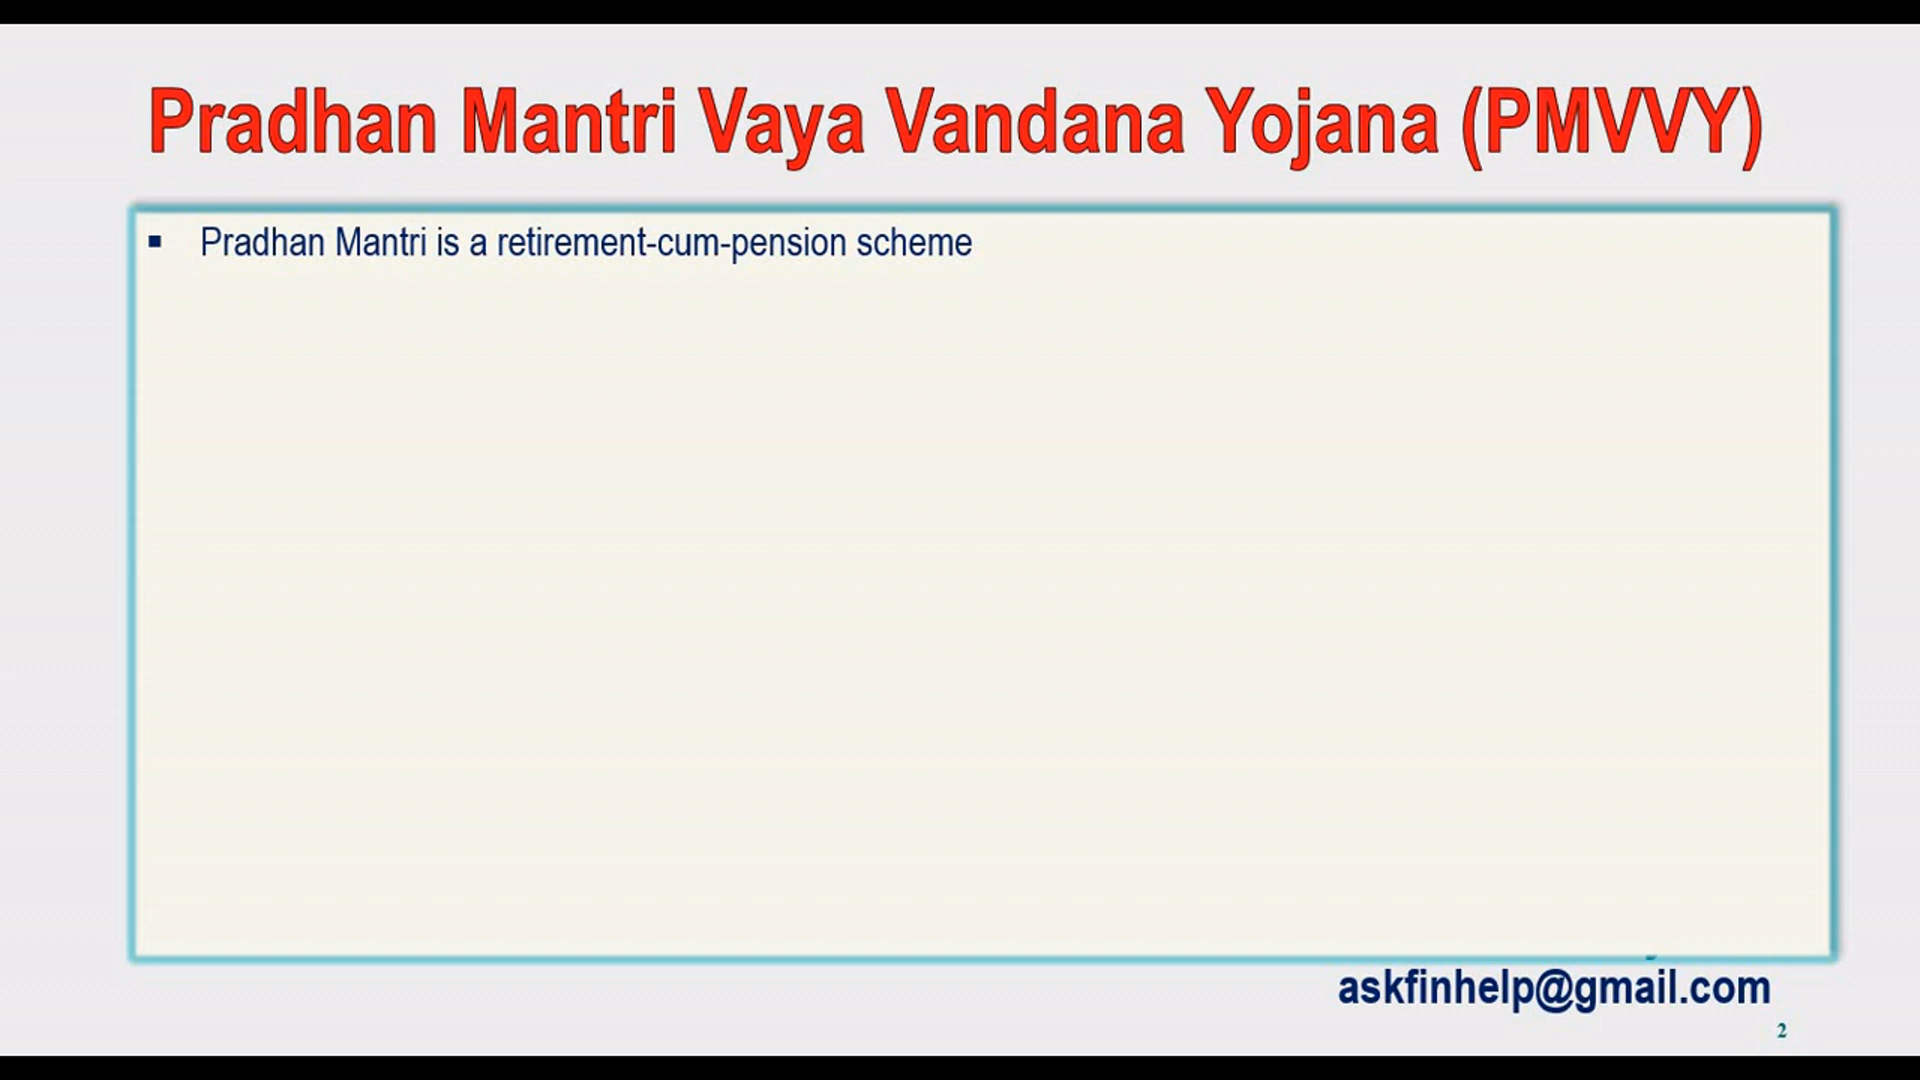 Pradhan Mantri Vaya Vandana Yojana (PMVVY)
▪ Pradhan Mantri is a retirement-cum-pension scheme
askfinhelp@gmail.com
2